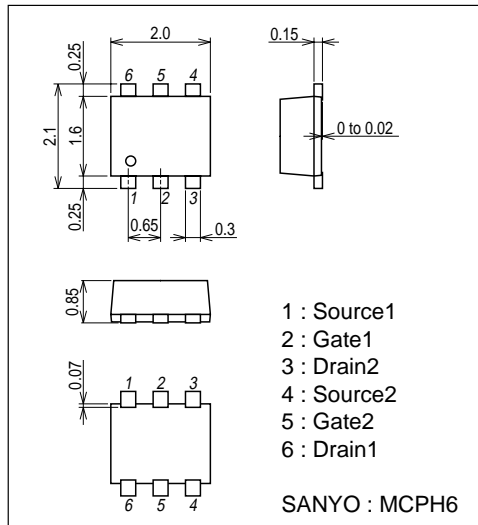 2.0
0.15
0.25
6 5 4
2.1
1.6
0 to 0.02
0.25
1 2 3
0.65
0.3
0.85
1 : Source1
2 : Gate1
3 : Drain2
4 : Source2
5 : Gate2
6 : Drain1
0.07
1 2 3
6 5 4
SANYO : MCPH6